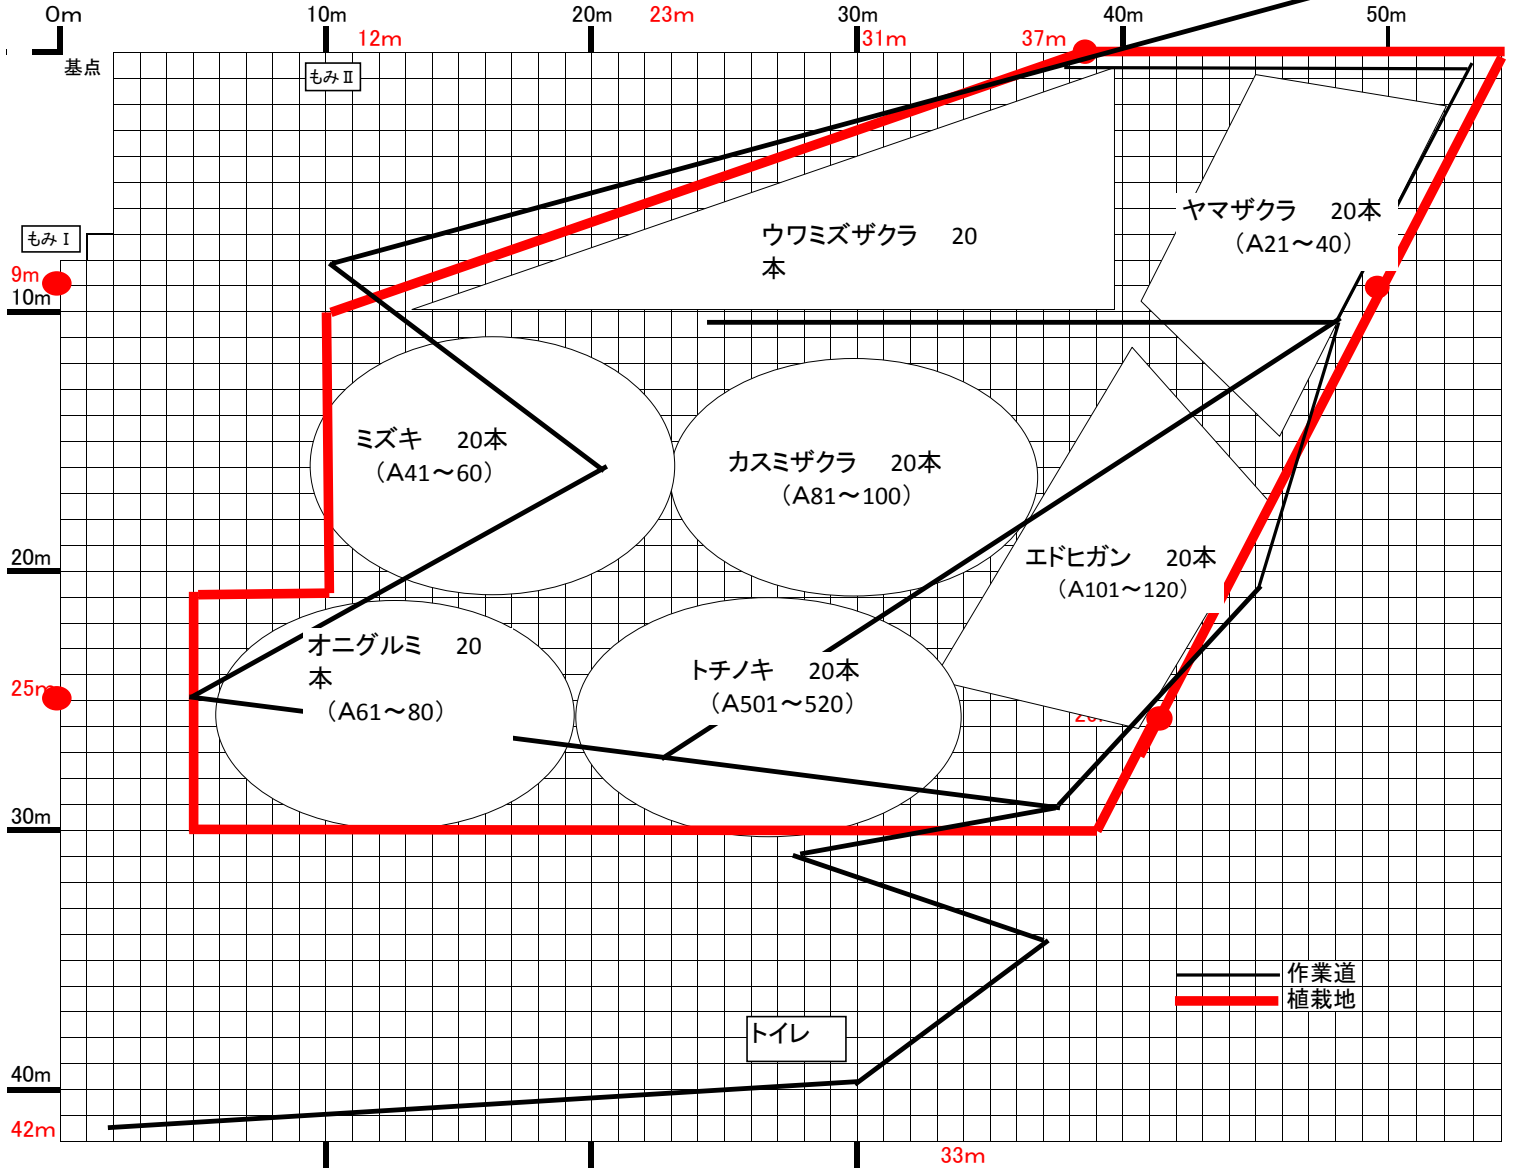 0m
10m
20m
23m
30m
40m
50m
12m
31m
37m
基点
もみⅡ
もみⅠ
9m
10m
ウワミズザクラ 20
本
ヤマザクラ 20本
（A21～40）
ミズキ 20本
（A41～60）
カスミザクラ 20本
（A81～100）
エドヒガン 20本
（A101～120）
20m
オニグルミ 20
本
（A61～80）
トチノキ 20本
（A501～520）
25m
30m
作業道
植栽地
トイレ
40m
42m
33m